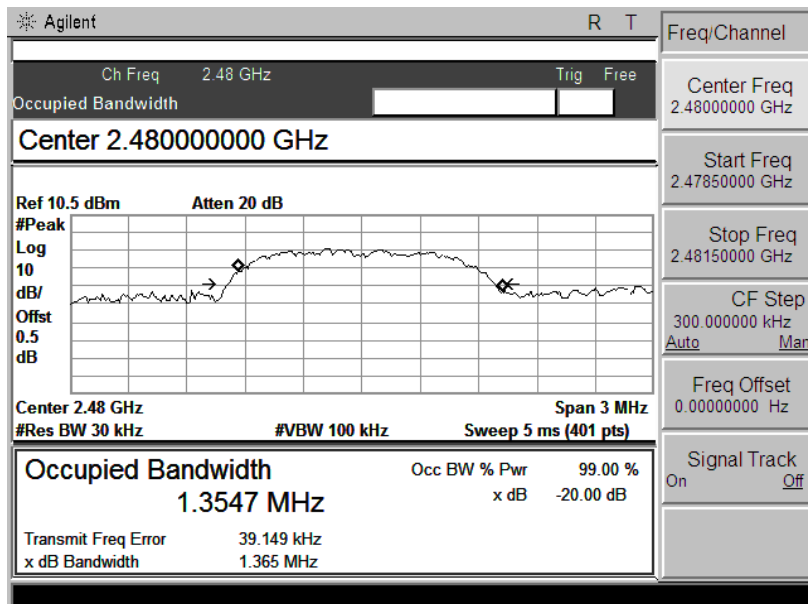 Agilent R T
Freq/Channel
Ch Freq 2.48 GHz Trig Free
Occupied Bandwidth
Center 2.480000000 GHz
Ref 10.5 dBm Atten 20 dB
#Peak
Log
10
dB/
Offst
0.5
dB
Center 2.48 GHz Span 3 MHz
#Res BW 30 kHz #VBW 100 kHz Sweep 5 ms (401 pts)
Occupied Bandwidth Occ BW % Pwr 99.00 %
1.3547 MHz x dB -20.00 dB
Transmit Freq Error 39.149 kHz
x dB Bandwidth 1.365 MHz
Center Freq
2.48000000 GHz
Start Freq
2.47850000 GHz
Stop Freq
2.48150000 GHz
CF Step
300.000000 kHz
Auto Man
Freq Offset
0.00000000 Hz
Signal Track
On Off